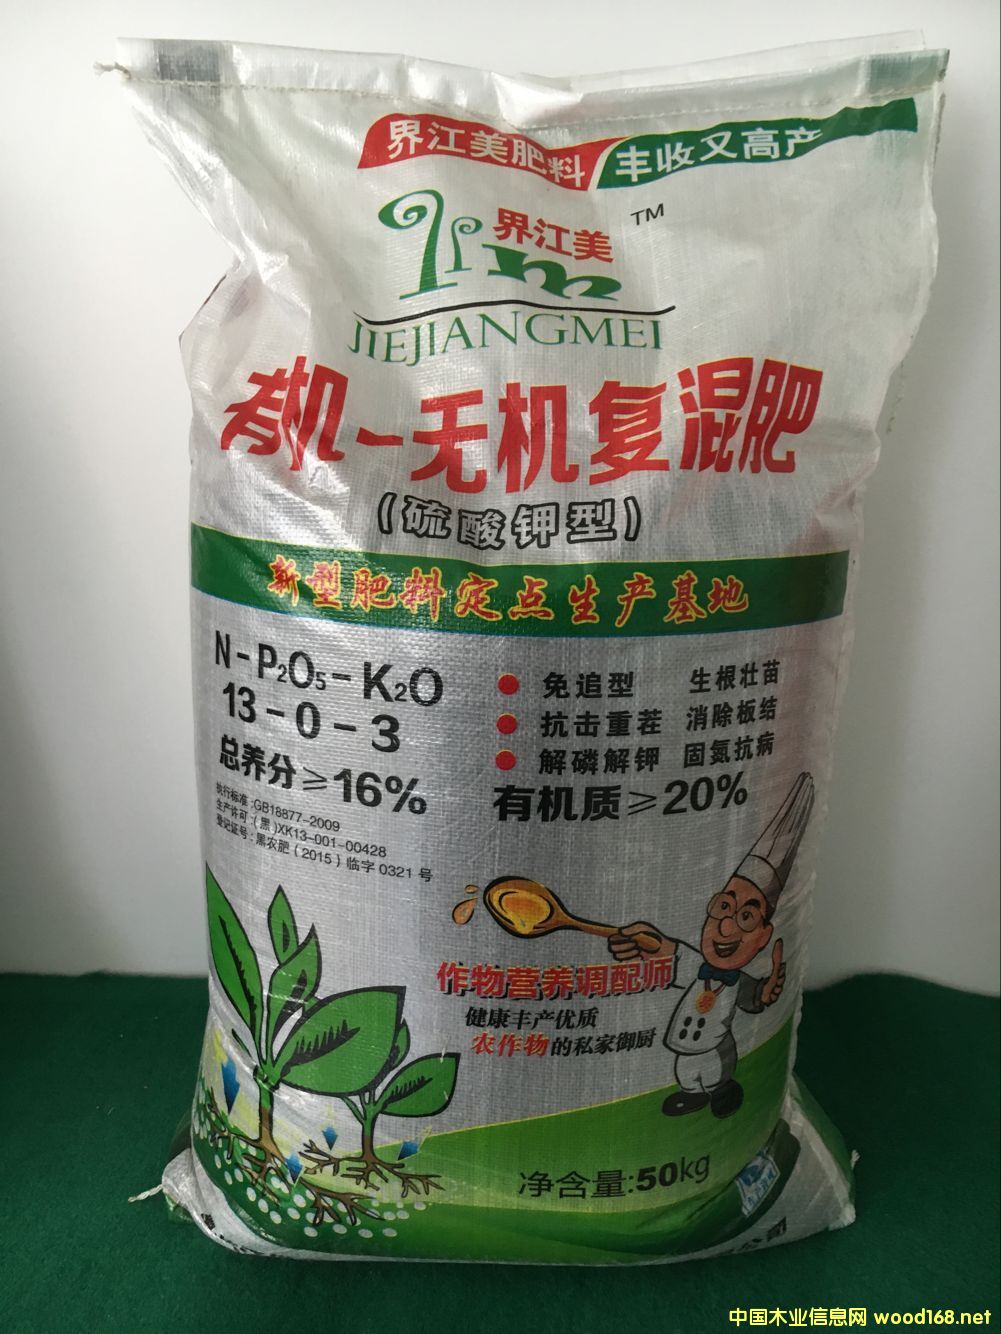 界江美肥料 丰收又高产
界江美 TM
m
JIEJIANGMEI
有机-无机复混肥
(硫酸钾型)
新型肥料定点生产基地
N-P2O5-K2O
13-0-3
总养分≥16%
执行标准:GB18877-2009
生产许可:(黑)XK13-001-00428
登记证号:黑农肥(2015)临字0321号
● 免追型 生根壮苗
● 抗击重茬 消除板结
● 解磷解钾 固氮抗病
有机质≥20%
作物营养调配师
健康丰产优质
农作物的私家御厨
净含量:50kg
中国木业信息网 wood168.net